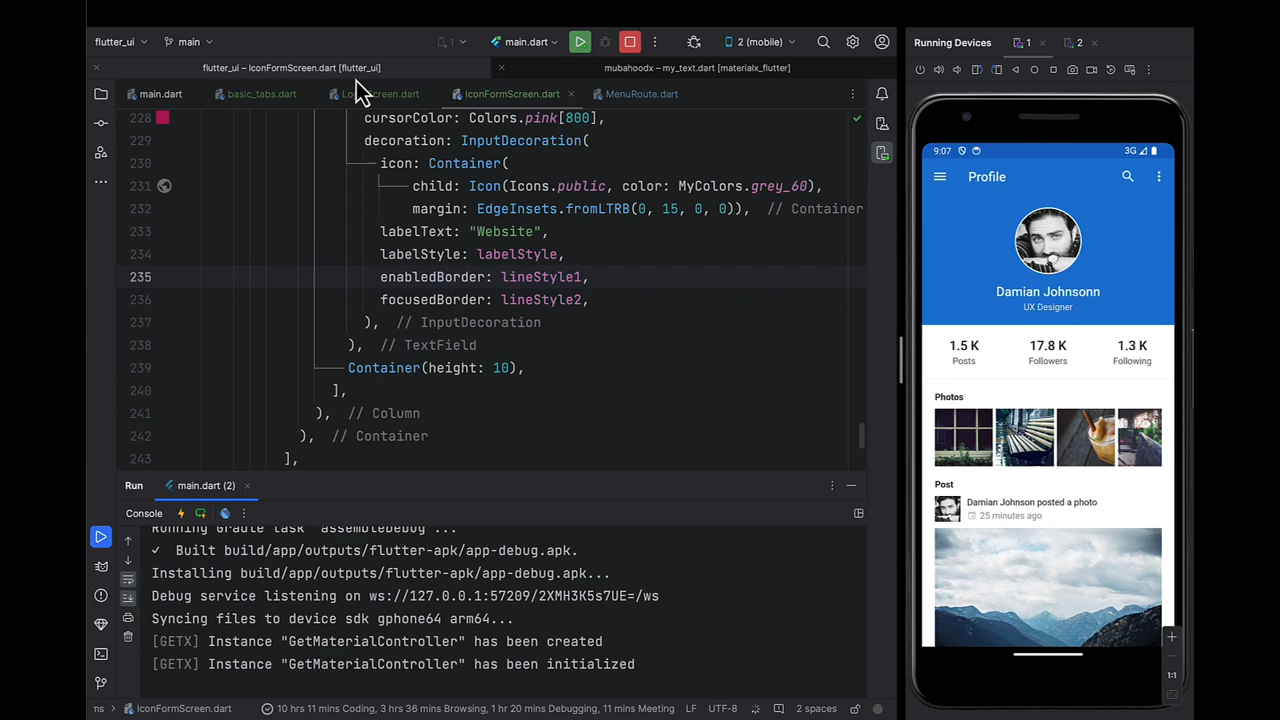 flutter_ui
main
1
main.dart
2 (mobile)
Running Devices
1
2
flutter_ui – IconFormScreen.dart [flutter_ui]
mubahoodx – my_text.dart [materialx_flutter]
main.dart
basic_tabs.dart
IconFormScreen.dart
MenuRoute.dart
228 cursorColor: Colors.pink[800],
229 decoration: InputDecoration(
230 icon: Container(
231 child: Icon(Icons.public, color: MyColors.grey_60),
232 margin: EdgeInsets.fromLTRB(0, 15, 0, 0)), // Container
233 labelText: "Website",
234 labelStyle: labelStyle,
235 enabledBorder: lineStyle1,
236 focusedBorder: lineStyle2,
237 ), // InputDecoration
238 ), // TextField
239 Container(height: 10),
240 ],
241 ), // Column
242 ), // Container
243 ],
Run
main.dart (2)
Console
Running Gradle task 'assembleDebug'...
✓ Built build/app/outputs/flutter-apk/app-debug.apk.
Installing build/app/outputs/flutter-apk/app-debug.apk...
Debug service listening on ws://127.0.0.1:57209/2XMH3K5s7UE=/ws
Syncing files to device sdk gphone64 arm64...
[GETX] Instance "GetMaterialController" has been created
[GETX] Instance "GetMaterialController" has been initialized
ms > IconFormScreen.dart
10 hrs 11 mins Coding, 3 hrs 36 mins Browsing, 1 hr 20 mins Debugging, 11 mins Meeting
LF
UTF-8
2 spaces
9:07
3G
Profile
Damian Johnsonn
UX Designer
1.5 K
17.8 K
1.3 K
Posts
Followers
Following
Photos
Post
Damian Johnson posted a photo
25 minutes ago
1:1